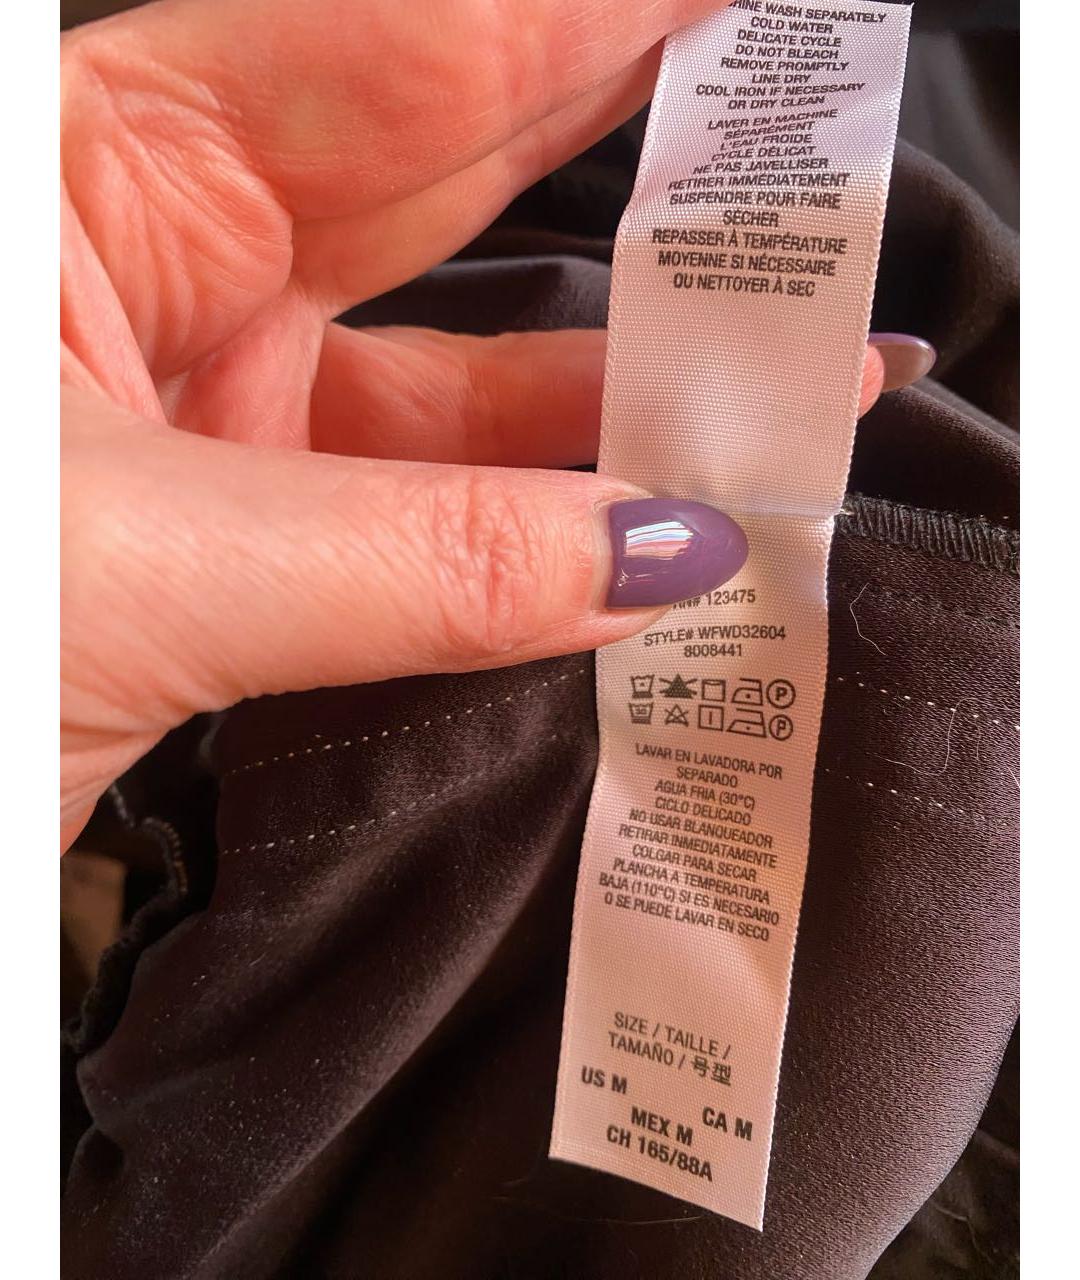 WASH SEPARATELY
COLD WATER
DELICATE CYCLE
DO NOT BLEACH
REMOVE PROMPTLY
LINE DRY
COOL IRON IF NECESSARY
OR DRY CLEAN
LAVER EN MACHINE
SÉPARÉMENT
L'EAU FROIDE
CYCLE DÉLICAT
NE PAS JAVELLISER
RETIRER IMMÉDIATEMENT
SUSPENDRE POUR FAIRE
SÉCHER
REPASSER À TEMPÉRATURE
MOYENNE SI NÉCESSAIRE
OU NETTOYER À SEC
RN# 123475
STYLE# WFWD32604
8008441
P
30 P
LAVAR EN LAVADORA POR
SEPARADO
AGUA FRIA (30°C)
CICLO DELICADO
NO USAR BLANQUEADOR
RETIRAR INMEDIATAMENTE
COLGAR PARA SECAR
PLANCHA A TEMPERATURA
BAJA (110°C) SI ES NECESARIO
O SE PUEDE LAVAR EN SECO
SIZE / TAILLE /
TAMAÑO / 号型
US M
CA M
MEX M
CH 165/88A